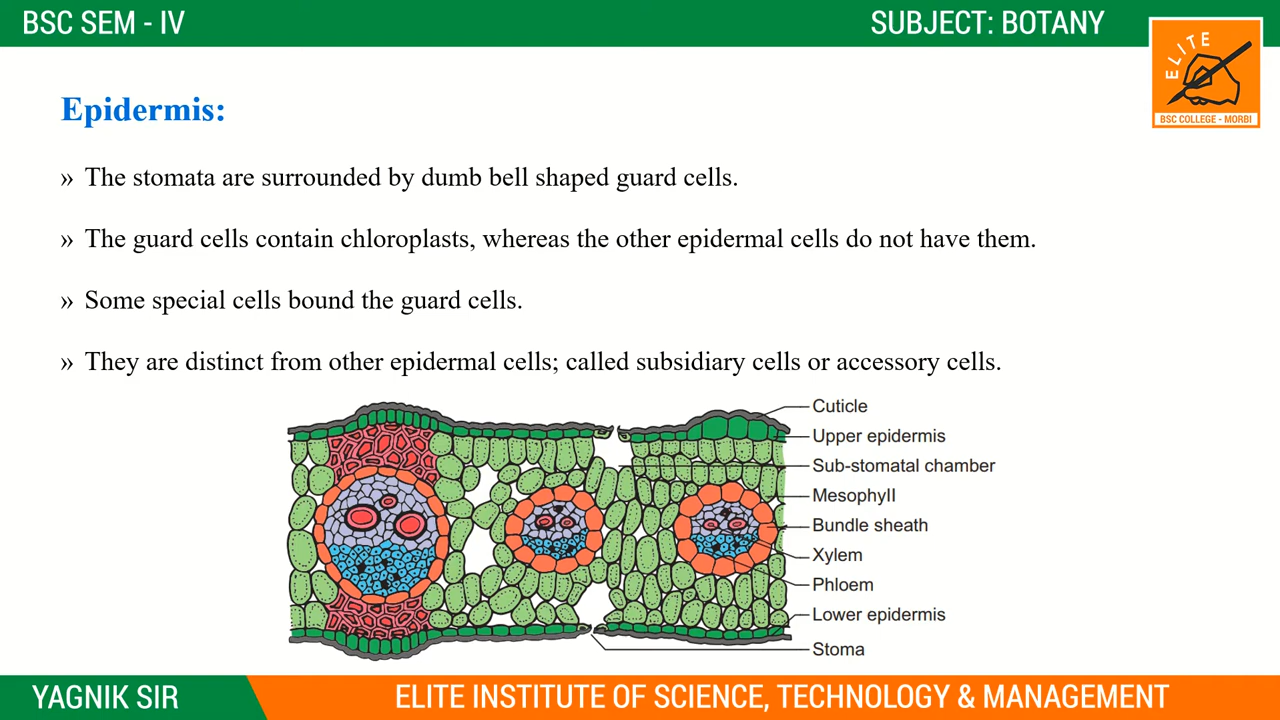 BSC SEM - IV
SUBJECT: BOTANY
ELITE
BSC COLLEGE - MORBI
Epidermis:
» The stomata are surrounded by dumb bell shaped guard cells.
» The guard cells contain chloroplasts, whereas the other epidermal cells do not have them.
» Some special cells bound the guard cells.
» They are distinct from other epidermal cells; called subsidiary cells or accessory cells.
Cuticle
Upper epidermis
Sub-stomatal chamber
Mesophyll
Bundle sheath
Xylem
Phloem
Lower epidermis
Stoma
YAGNIK SIR
ELITE INSTITUTE OF SCIENCE, TECHNOLOGY & MANAGEMENT